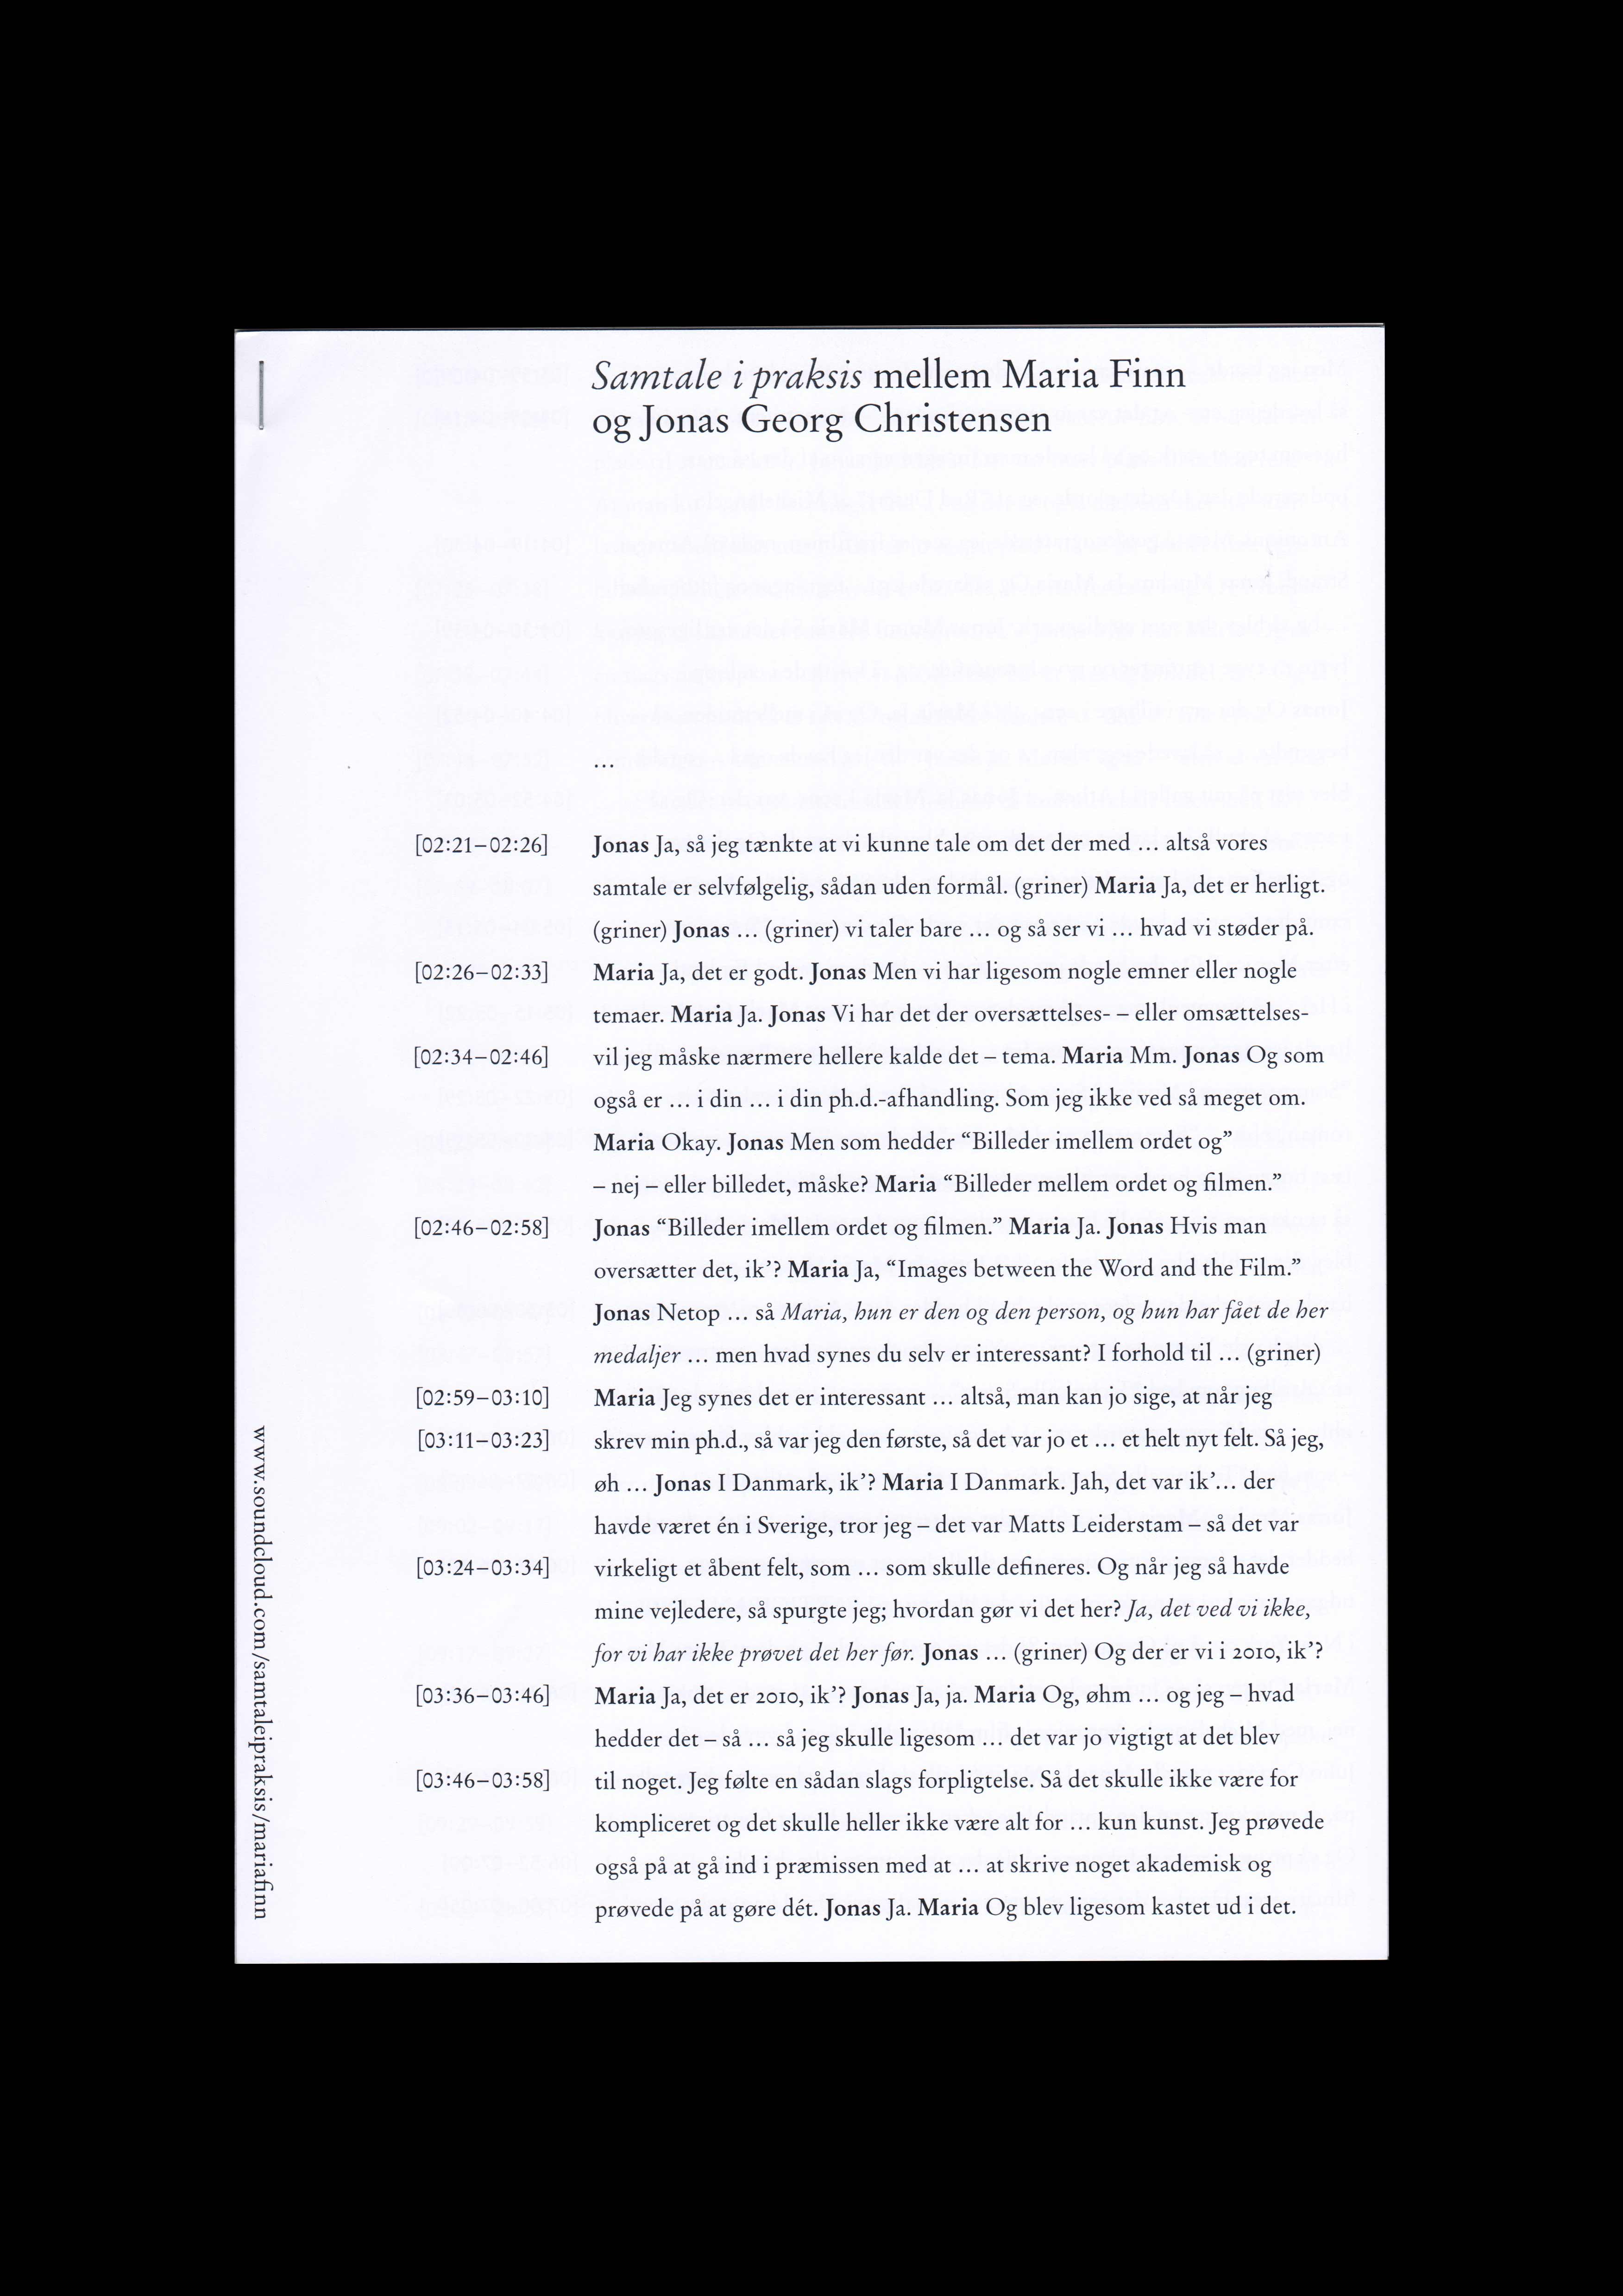 Samtale i praksis mellem Maria Finn
og Jonas Georg Christensen
…
[02:21–02:26] Jonas Ja, så jeg tænkte at vi kunne tale om det der med … altså vores
samtale er selvfølgelig, sådan uden formål. (griner) Maria Ja, det er herligt.
(griner) Jonas … (griner) vi taler bare … og så ser vi … hvad vi støder på.
[02:26–02:33] Maria Ja, det er godt. Jonas Men vi har ligesom nogle emner eller nogle
temaer. Maria Ja. Jonas Vi har det der oversættelses- – eller omsættelses-
[02:34–02:46] vil jeg måske nærmere hellere kalde det – tema. Maria Mm. Jonas Og som
også er … i din … i din ph.d.-afhandling. Som jeg ikke ved så meget om.
Maria Okay. Jonas Men som hedder “Billeder imellem ordet og”
– nej – eller billedet, måske? Maria “Billeder mellem ordet og filmen.”
[02:46–02:58] Jonas “Billeder imellem ordet og filmen.” Maria Ja. Jonas Hvis man
oversætter det, ik’? Maria Ja, “Images between the Word and the Film.”
Jonas Netop … så Maria, hun er den og den person, og hun har fået de her
medaljer … men hvad synes du selv er interessant? I forhold til … (griner)
[02:59–03:10] Maria Jeg synes det er interessant … altså, man kan jo sige, at når jeg
[03:11–03:23] skrev min ph.d., så var jeg den første, så det var jo et … et helt nyt felt. Så jeg,
øh … Jonas I Danmark, ik’? Maria I Danmark. Jah, det var ik’… der
havde været én i Sverige, tror jeg – det var Matts Leiderstam – så det var
[03:24–03:34] virkeligt et åbent felt, som … som skulle defineres. Og når jeg så havde
mine vejledere, så spurgte jeg; hvordan gør vi det her? Ja, det ved vi ikke,
for vi har ikke prøvet det her før. Jonas … (griner) Og der er vi i 2010, ik’?
[03:36–03:46] Maria Ja, det er 2010, ik’? Jonas Ja, ja. Maria Og, øhm … og jeg – hvad
hedder det – så … så jeg skulle ligesom … det var jo vigtigt at det blev
[03:46–03:58] til noget. Jeg følte en sådan slags forpligtelse. Så det skulle ikke være for
kompliceret og det skulle heller ikke være alt for … kun kunst. Jeg prøvede
også på at gå ind i præmissen med at … at skrive noget akademisk og
prøvede på at gøre dét. Jonas Ja. Maria Og blev ligesom kastet ud i det.
www.soundcloud.com/samtaleipraksis/mariafinn